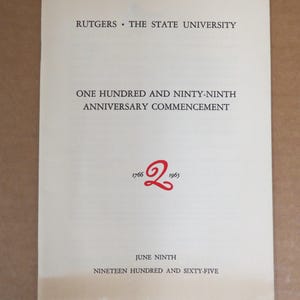 RUTGERS • THE STATE UNIVERSITY
ONE HUNDRED AND NINTY-NINTH
ANNIVERSARY COMMENCEMENT
1766 2 1965
JUNE NINTH
NINETEEN HUNDRED AND SIXTY-FIVE